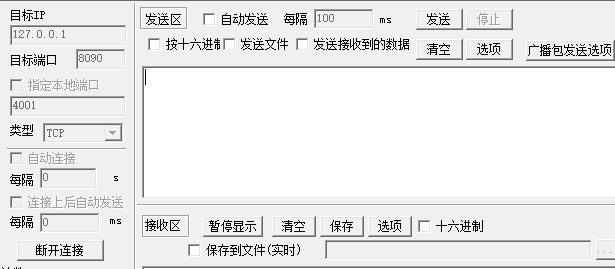 目标IP
127.0.0.1
目标端口 8090
指定本地端口
4001
类型 TCP
自动连接
每隔 0 s
连接上后自动发送
每隔 0 ms
断开连接
发送区 自动发送 每隔 100 ms 发送 停止
按十六进制 发送文件 发送接收到的数据 清空 选项 广播包发送选项
接收区 暂停显示 清空 保存 选项 十六进制
保存到文件(实时) ...